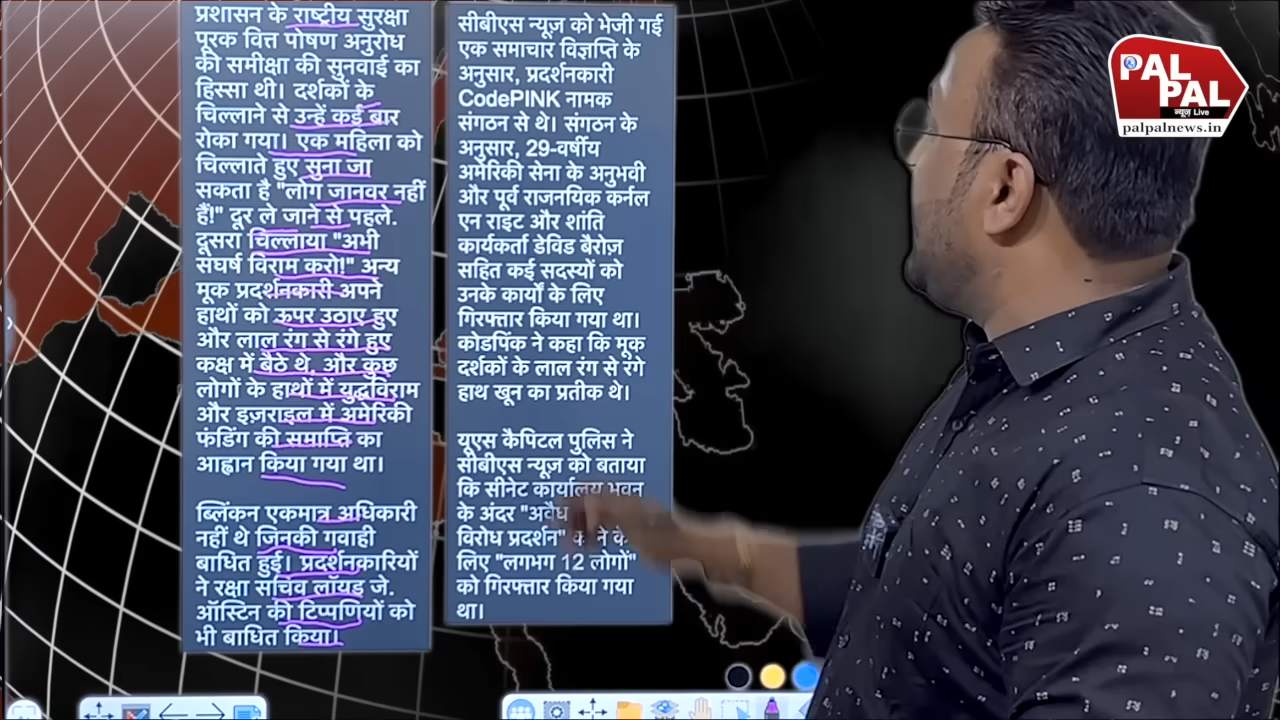 प्रशासन के राष्ट्रीय सुरक्षा
पूरक वित्त पोषण अनुरोध
की समीक्षा की सुनवाई का
हिस्सा थी। दर्शकों के
चिल्लाने से उन्हें कई बार
रोका गया। एक महिला को
चिल्लाते हुए सुना जा
सकता है "लोग जानवर नहीं
हैं!" दूर ले जाने से पहले.
दूसरा चिल्लाया "अभी
संघर्ष विराम करो!" अन्य
मूक प्रदर्शनकारी अपने
हाथों को ऊपर उठाए हुए
और लाल रंग से रंगे हुए
कक्ष में बैठे थे, और कुछ
लोगों के हाथों में युद्धविराम
और इज़राइल में अमेरिकी
फंडिंग की समाप्ति का
आह्वान किया गया था।
ब्लिंकन एकमात्र अधिकारी
नहीं थे जिनकी गवाही
बाधित हुई। प्रदर्शनकारियों
ने रक्षा सचिव लॉयड जे.
ऑस्टिन की टिप्पणियों को
भी बाधित किया।
सीबीएस न्यूज़ को भेजी गई
एक समाचार विज्ञप्ति के
अनुसार, प्रदर्शनकारी
CodePINK नामक
संगठन से थे। संगठन के
अनुसार, 29-वर्षीय
अमेरिकी सेना के अनुभवी
और पूर्व राजनयिक कर्नल
एन राइट और शांति
कार्यकर्ता डेविड बैरोज़
सहित कई सदस्यों को
उनके कार्यों के लिए
गिरफ्तार किया गया था।
कोडपिंक ने कहा कि मूक
दर्शकों के लाल रंग से रंगे
हाथ खून का प्रतीक थे।
यूएस कैपिटल पुलिस ने
सीबीएस न्यूज़ को बताया
कि सीनेट कार्यालय भवन
के अंदर "अवैध
विरोध प्रदर्शन"
लिए "लगभग 12 लोगों"
को गिरफ्तार किया गया
था।
PAL
PAL
न्यूज़ Live
palpalnews.in